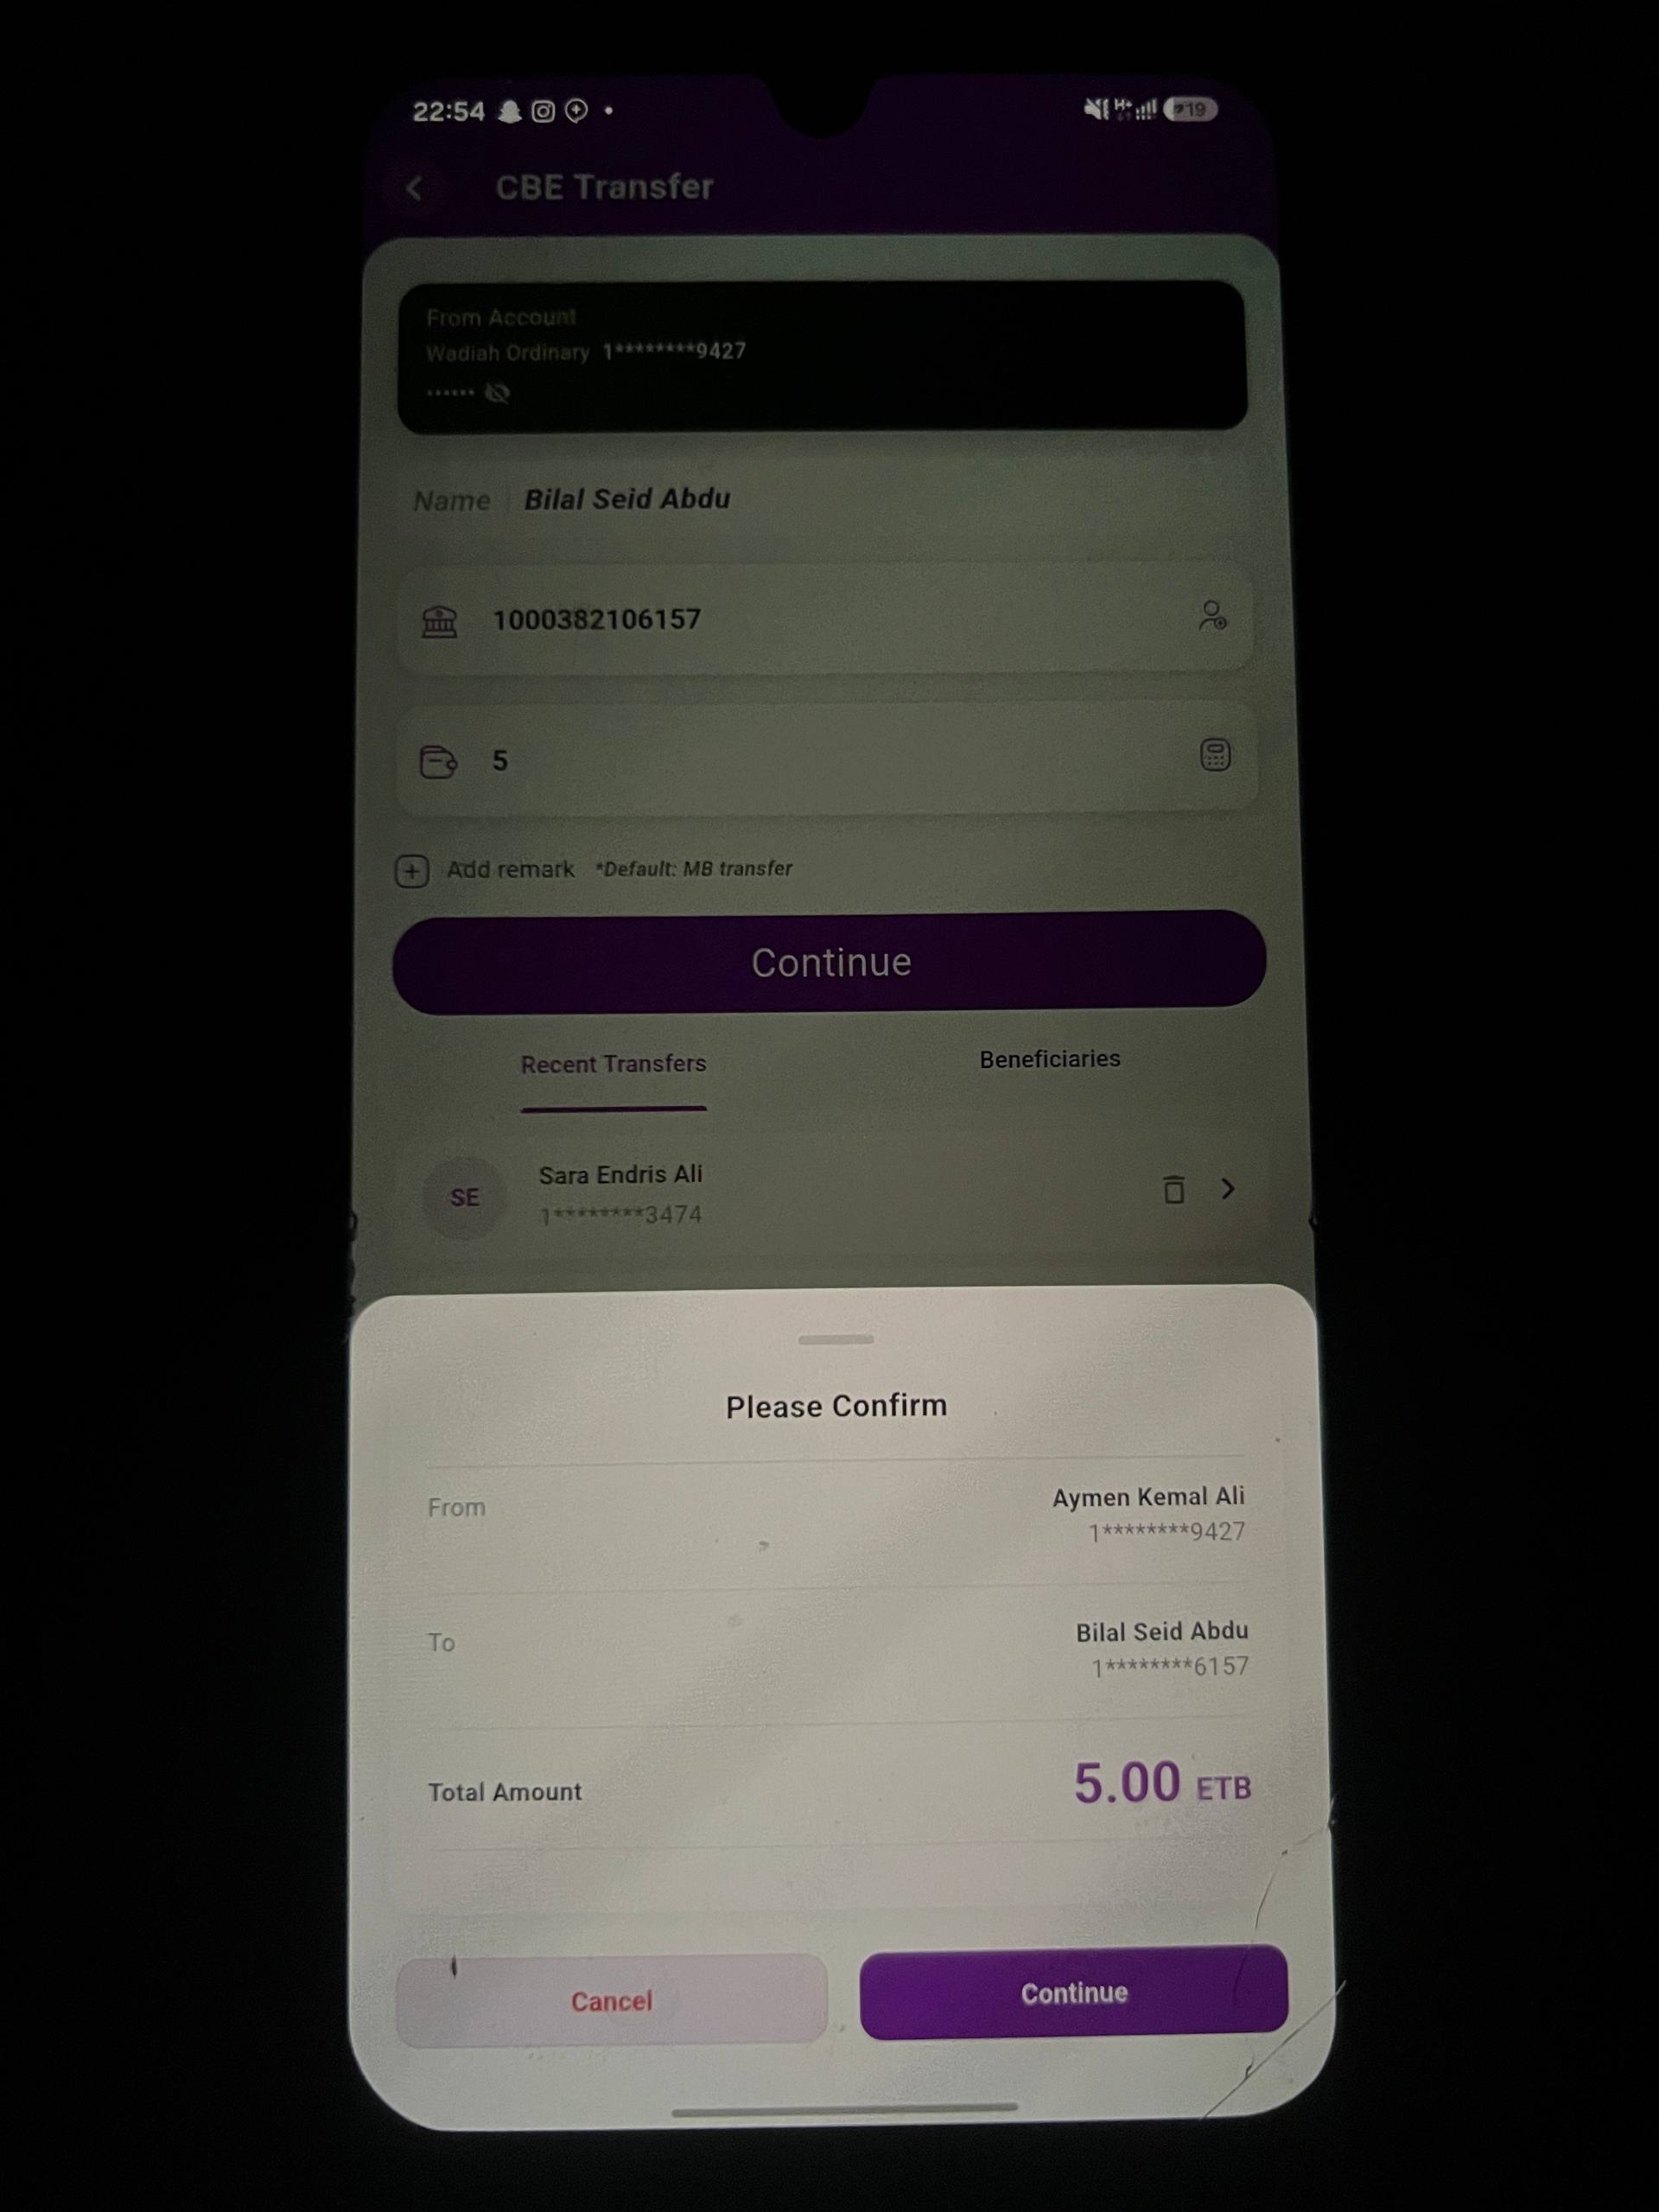 22:54
H+
19
CBE Transfer
From Account
Wadiah Ordinary 1********9427
Name Bilal Seid Abdu
1000382106157
5
Add remark *Default: MB transfer
Continue
Recent Transfers Beneficiaries
SE
Sara Endris Ali
1********3474
Please Confirm
From
Aymen Kemal Ali
1********9427
To
Bilal Seid Abdu
1********6157
Total Amount 5.00 ETB
Cancel Continue